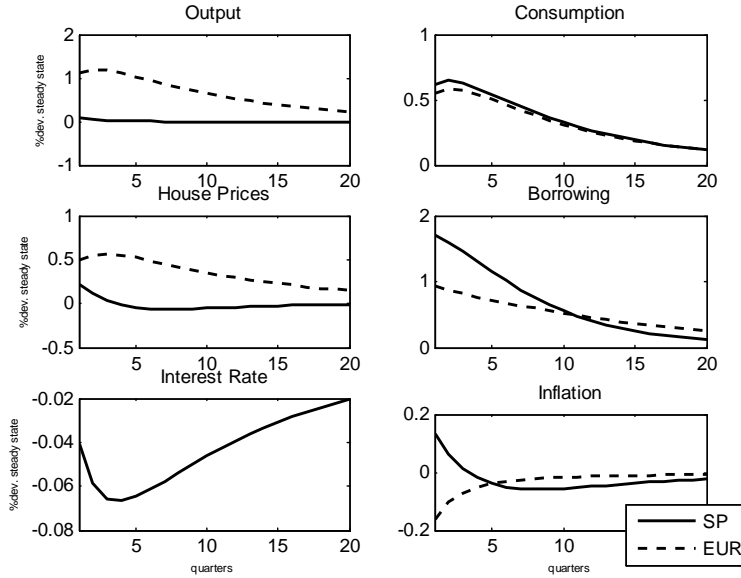 Output
Consumption
2
1
0
-1
%dev. steady state
5 10 15 20
1
0.5
0
5 10 15 20
House Prices
Borrowing
1
0.5
0
-0.5
%dev. steady state
5 10 15 20
2
1
0
5 10 15 20
Interest Rate
Inflation
-0.02
-0.04
-0.06
-0.08
%dev. steady state
5 10 15 20
quarters
0.2
0
-0.2
5 10 15 20
quarters
SP
EUR